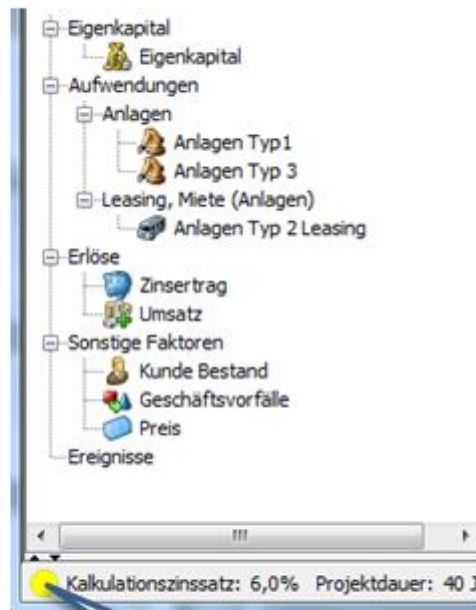 Eigenkapital
Eigenkapital
Aufwendungen
Anlagen
Anlagen Typ1
Anlagen Typ 3
Leasing, Miete (Anlagen)
Anlagen Typ 2 Leasing
Erlöse
Zinsertrag
Umsatz
Sonstige Faktoren
Kunde Bestand
Geschäftsvorfälle
Preis
Ereignisse
Kalkulationszinssatz: 6,0% Projektdauer: 40